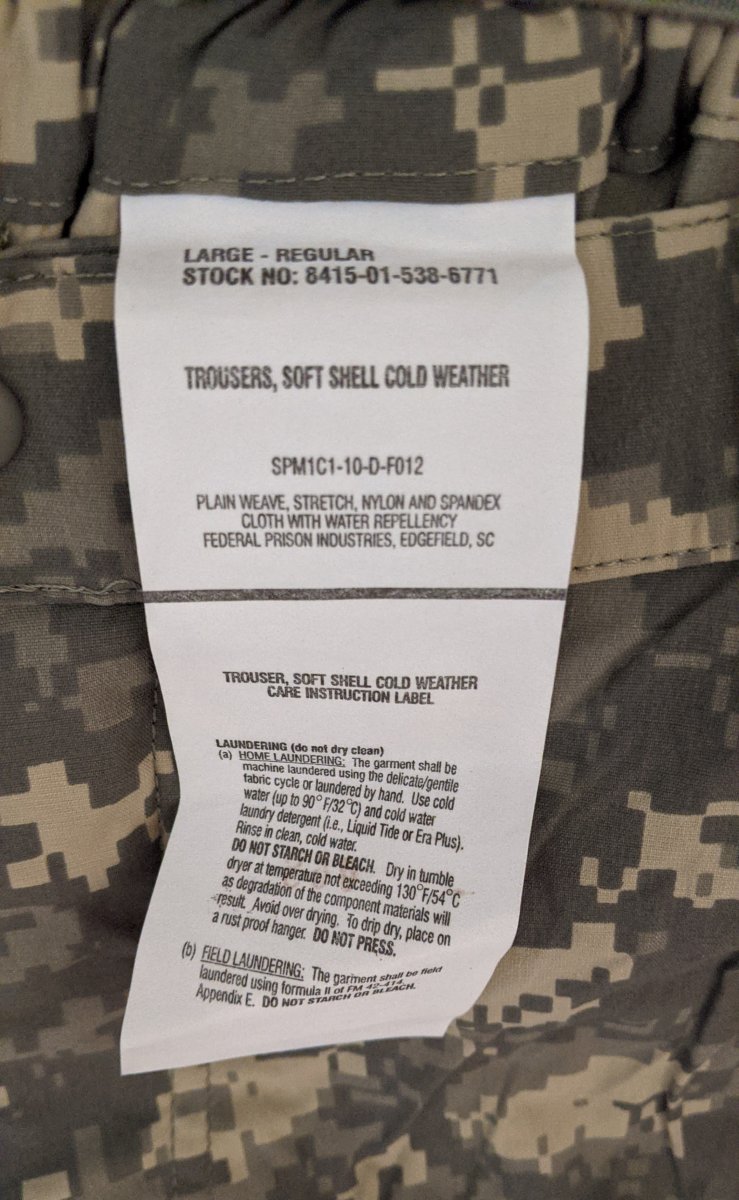 LARGE - REGULAR
STOCK NO: 8415-01-538-6771
TROUSERS, SOFT SHELL COLD WEATHER
SPM1C1-10-D-F012
PLAIN WEAVE, STRETCH, NYLON AND SPANDEX
CLOTH WITH WATER REPELLENCY
FEDERAL PRISON INDUSTRIES, EDGEFIELD, SC
TROUSER, SOFT SHELL COLD WEATHER
CARE INSTRUCTION LABEL
LAUNDERING (do not dry clean)
(a) HOME LAUNDERING: The garment shall be
machine laundered using the delicate/gentile
fabric cycle or laundered by hand. Use cold
water (up to 90° F/32°C) and cold water
laundry detergent (i.e., Liquid Tide or Era Plus).
Rinse in clean, cold water.
DO NOT STARCH OR BLEACH. Dry in tumble
dryer at temperature not exceeding 130°F/54°C
as degradation of the component materials will
result. Avoid over drying. To drip dry, place on
a rust proof hanger. DO NOT PRESS.
(b) FIELD LAUNDERING: The garment shall be field
laundered using formula II of FM 42-414,
Appendix E. DO NOT STARCH OR BLEACH.